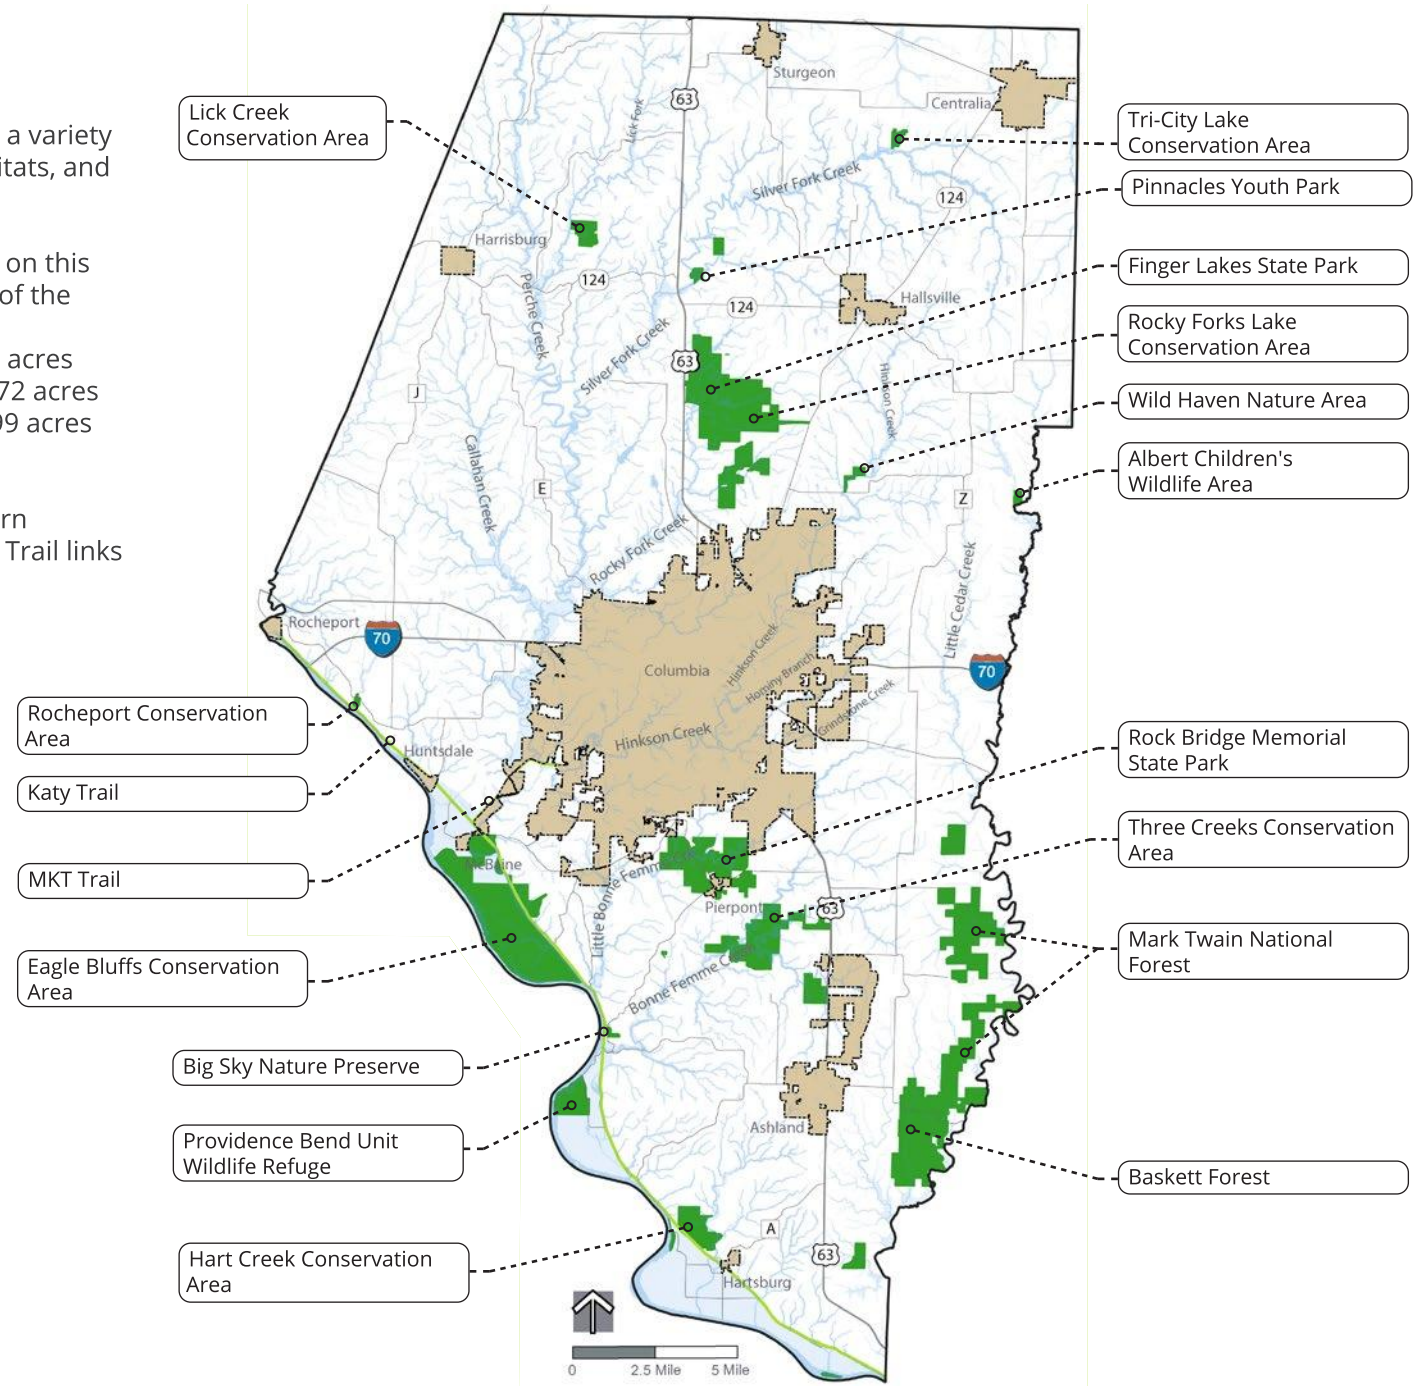 a variety
itats, and
on this
of the
acres
72 acres
99 acres
rn
Trail links
Lick Creek
Conservation Area
Rocheport Conservation
Area
Katy Trail
MKT Trail
Eagle Bluffs Conservation
Area
Big Sky Nature Preserve
Providence Bend Unit
Wildlife Refuge
Hart Creek Conservation
Area
Tri-City Lake
Conservation Area
Pinnacles Youth Park
Finger Lakes State Park
Rocky Forks Lake
Conservation Area
Wild Haven Nature Area
Albert Children's
Wildlife Area
Rock Bridge Memorial
State Park
Three Creeks Conservation
Area
Mark Twain National
Forest
Baskett Forest
Sturgeon
Centralia
63
Lick Fork
Silver Fork Creek
124
Harrisburg
124
Perche Creek
124
Hallsville
63
Silver Fork Creek
Hinkson Creek
J
Callahan Creek
E
Z
Rocky Fork Creek
Little Cedar Creek
Rocheport
70
Columbia
Hinkson Creek
Hominy Branch
Grindstone Creek
70
Hinkson Creek
Huntsdale
McBaine
Little Bonne Femme
Pierpont
63
Bonne Femme
Ashland
A
63
Hartsburg
0
2.5 Mile
5 Mile